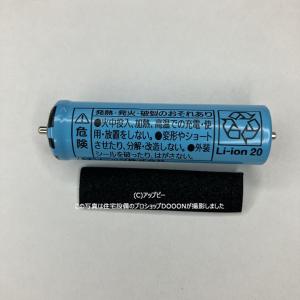 危険
発熱・発火・破裂のおそれあり
●火中投入、加熱、高温での充電・使
用・放置をしない。●変形やショート
させたり、分解・改造しない。●外装
シールを破ったり、はがさない。
Li-ion 20
(C)アップビー
この写真は住宅設備のプロショップDOOONが撮影しました